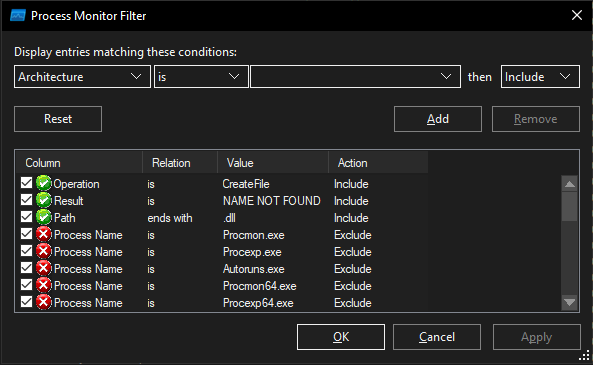 Process Monitor Filter
Display entries matching these conditions:
Architecture is then Include
Reset Add Remove
Column Relation Value Action
Operation is CreateFile Include
Result is NAME NOT FOUND Include
Path ends with .dll Include
Process Name is Procmon.exe Exclude
Process Name is Procexp.exe Exclude
Process Name is Autoruns.exe Exclude
Process Name is Procmon64.exe Exclude
Process Name is Procexp64.exe Exclude
OK Cancel Apply